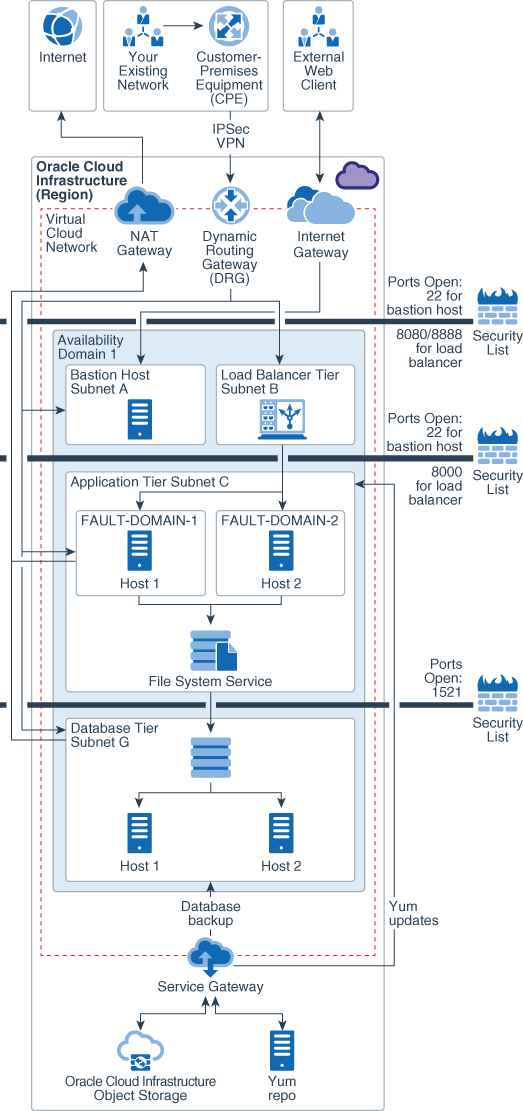 Internet
Your
Existing
Network
Customer-
Premises
Equipment
(CPE)
External
Web
Client
IPSec
VPN
Oracle Cloud
Infrastructure
(Region)
Virtual
Cloud
Network
NAT
Gateway
Dynamic
Routing
Gateway
(DRG)
Internet
Gateway
Ports Open:
22 for
bastion host
8080/8888
for load
balancer
Security
List
Availability
Domain 1
Bastion Host
Subnet A
Load Balancer Tier
Subnet B
Ports Open:
22 for
bastion host
8000
for load
balancer
Security
List
Application Tier Subnet C
FAULT-DOMAIN-1
Host 1
FAULT-DOMAIN-2
Host 2
File System Service
Ports
Open:
1521
Security
List
Database Tier
Subnet G
Host 1
Host 2
Database
backup
Yum
updates
Service Gateway
Oracle Cloud Infrastructure
Object Storage
Yum
repo